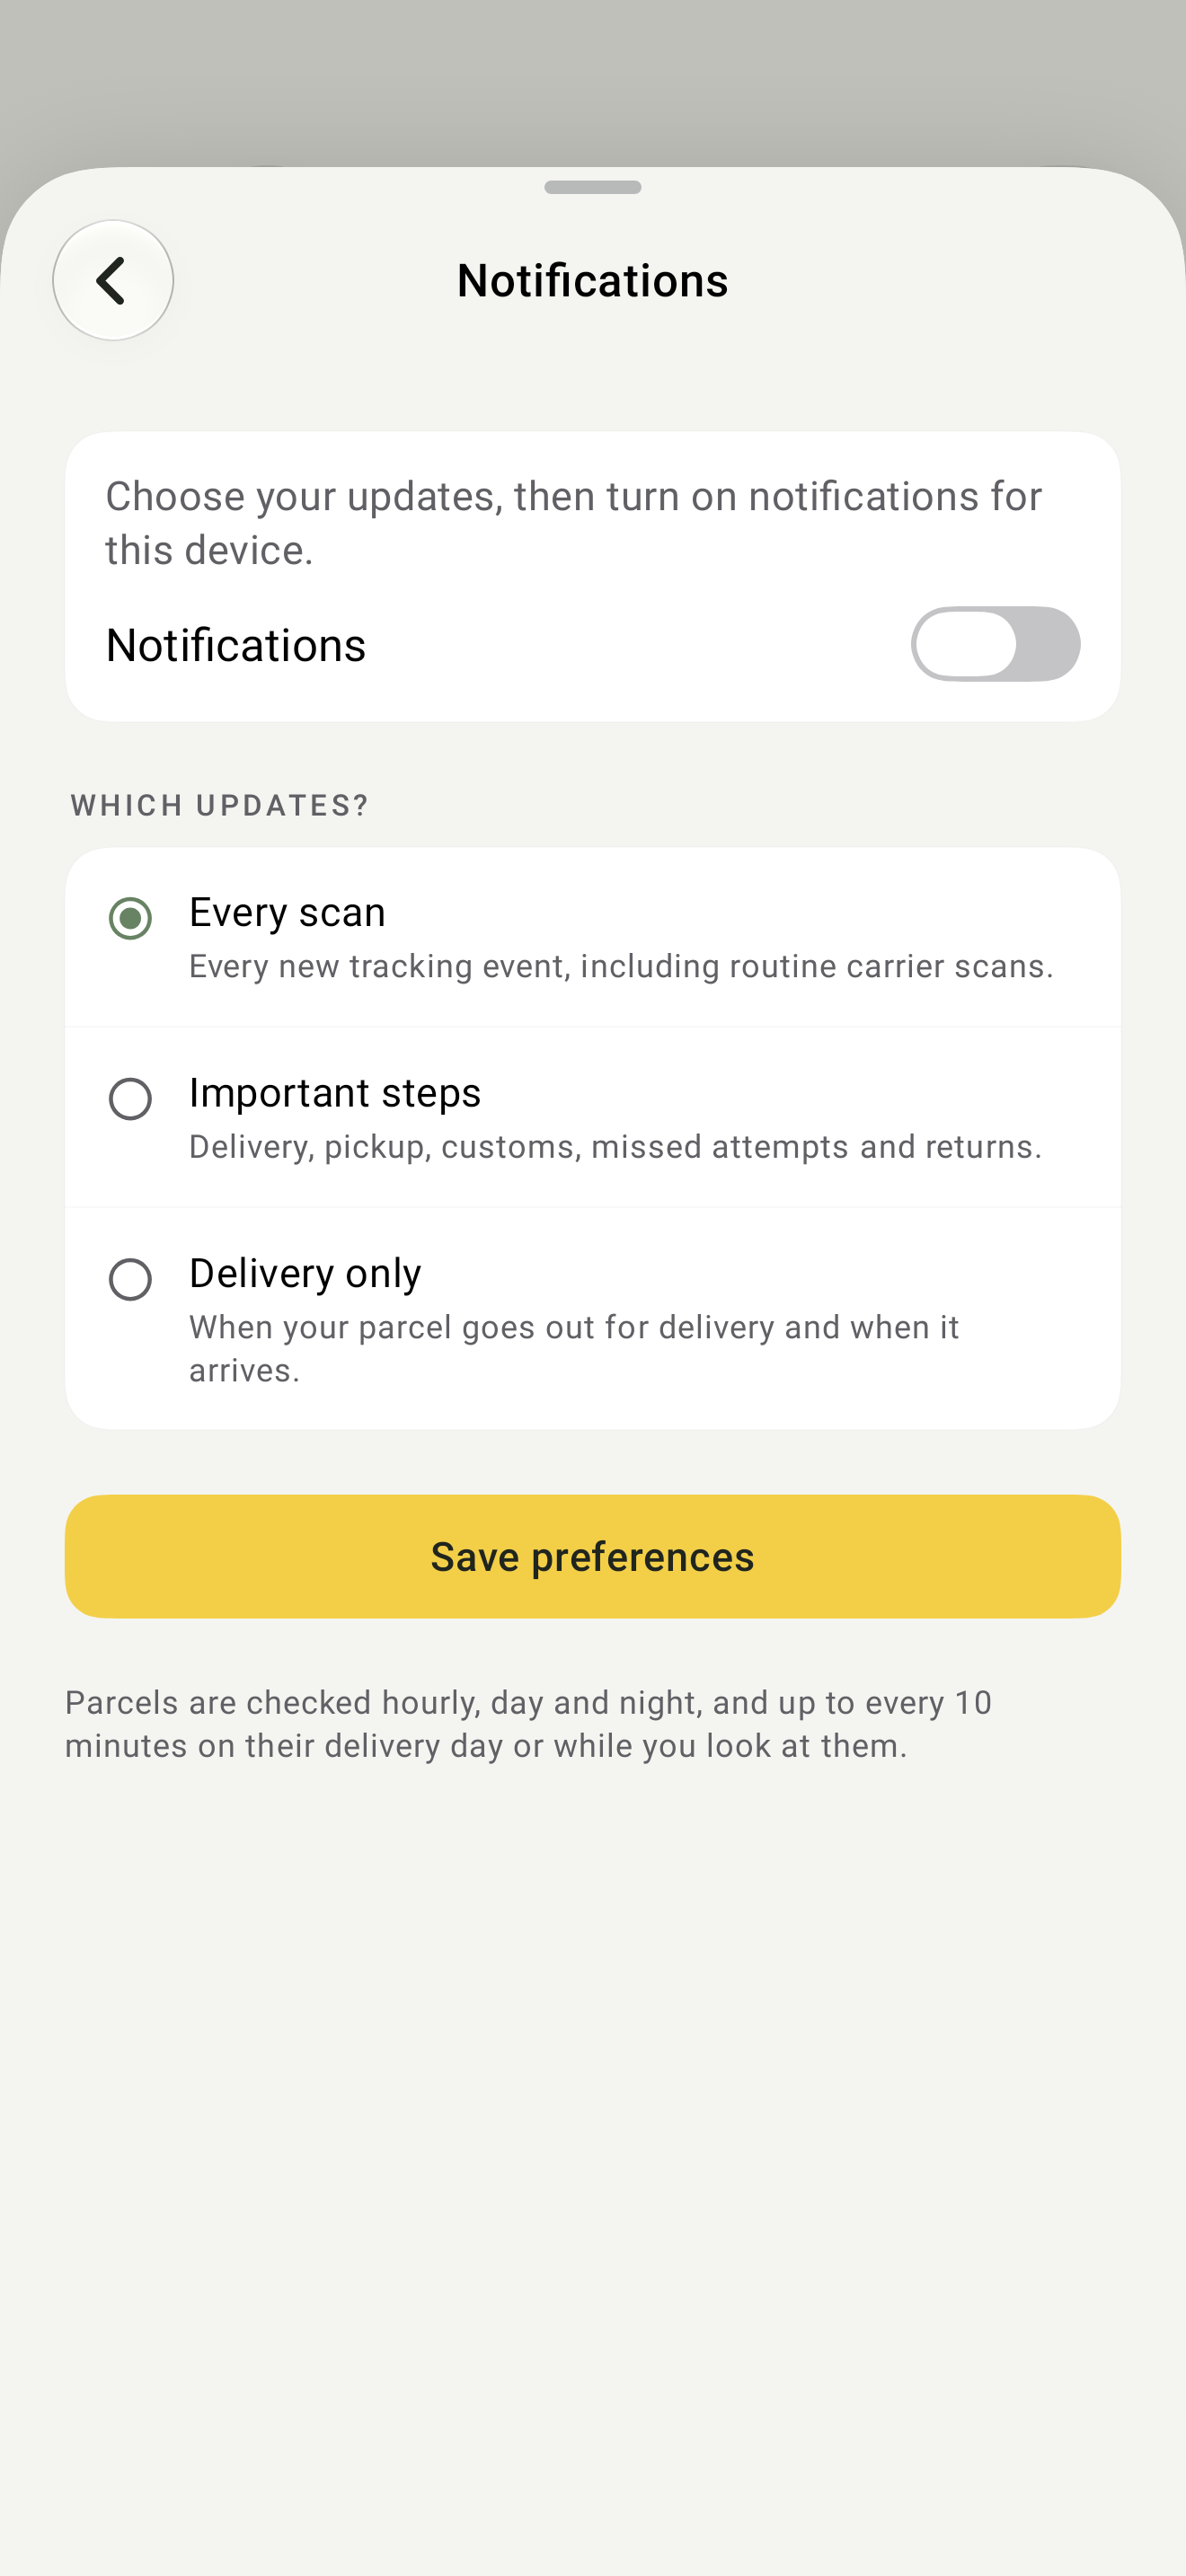 Notifications
Choose your updates, then turn on notifications for
this device.
Notifications
WHICH UPDATES?
Every scan
Every new tracking event, including routine carrier scans.
Important steps
Delivery, pickup, customs, missed attempts and returns.
Delivery only
When your parcel goes out for delivery and when it
arrives.
Save preferences
Parcels are checked hourly, day and night, and up to every 10
minutes on their delivery day or while you look at them.